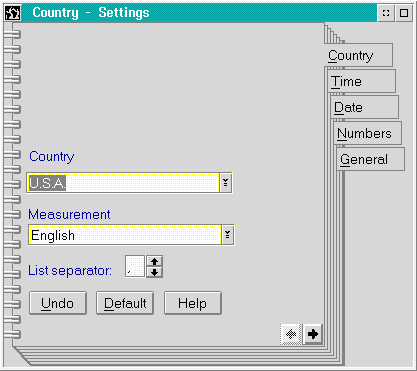 Country - Settings
Country
Time
Date
Numbers
General
Country
U.S.A.
Measurement
English
List separator: ,
Undo Default Help